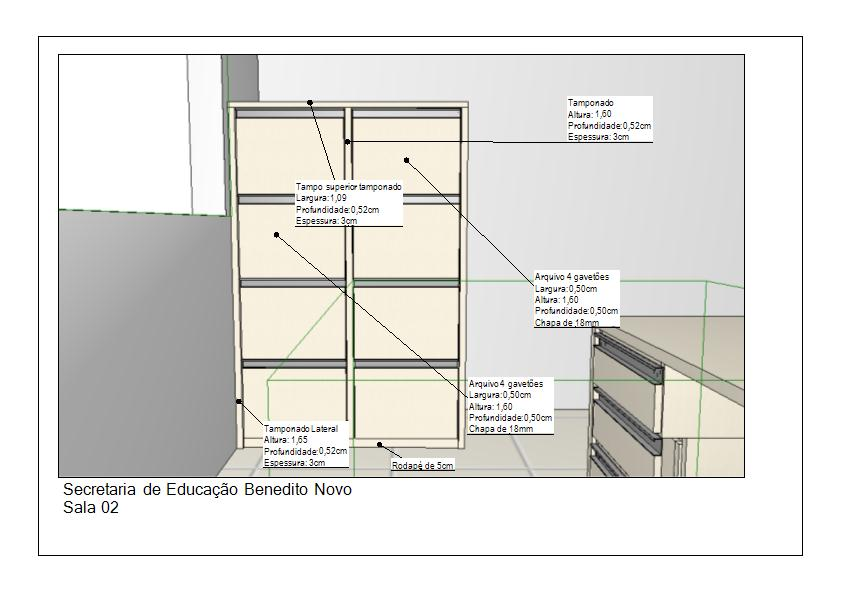 Tamponado
Altura: 1,60
Profundidade:0,52cm
Espessura: 3cm
Tampo superior tamponado
Largura:1,09
Profundidade:0,52cm
Espessura: 3cm
Arquivo 4 gavetões
Largura:0,50cm
Altura: 1,60
Profundidade:0,50cm
Chapa de 18mm
Arquivo 4 gavetões
Largura:0,50cm
Altura: 1,60
Profundidade:0,50cm
Chapa de 18mm
Tamponado Lateral
Altura: 1,65
Profundidade:0,52cm
Espessura: 3cm
Rodapé de 5cm
Secretaria de Educação Benedito Novo
Sala 02